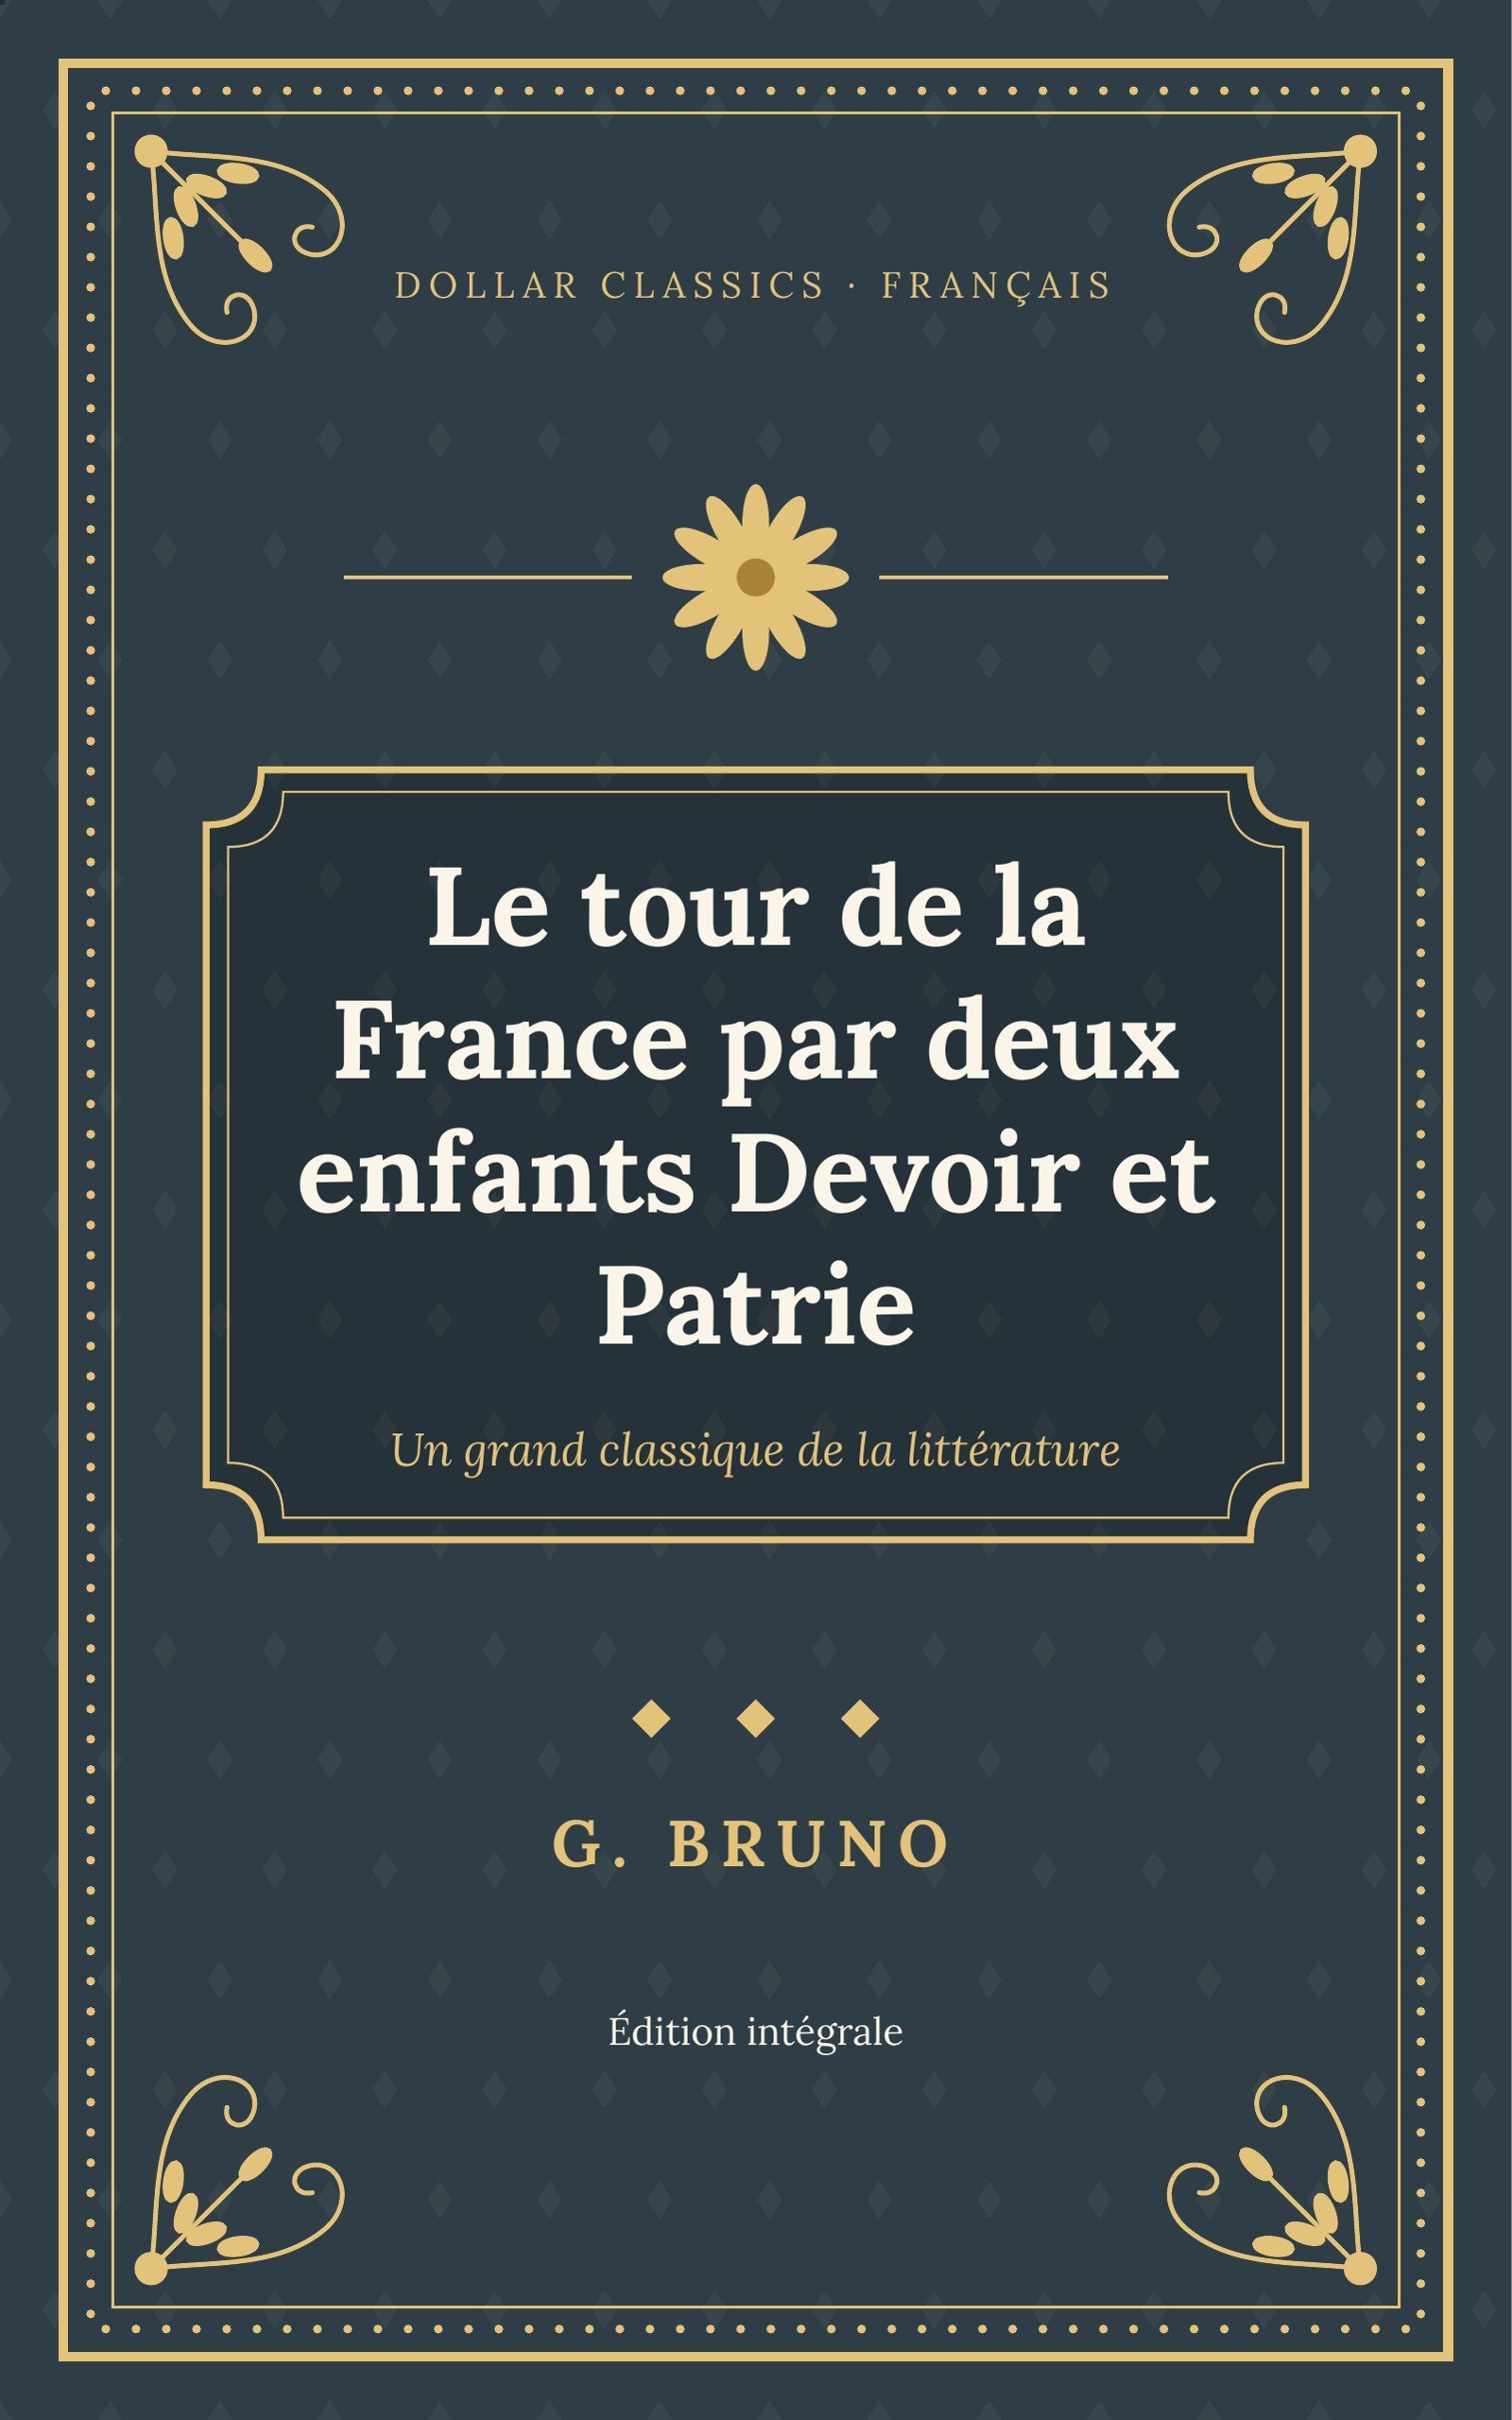 DOLLAR CLASSICS · FRANÇAIS
Le tour de la
France par deux
enfants Devoir et
Patrie
Un grand classique de la littérature
G. BRUNO
Édition intégrale